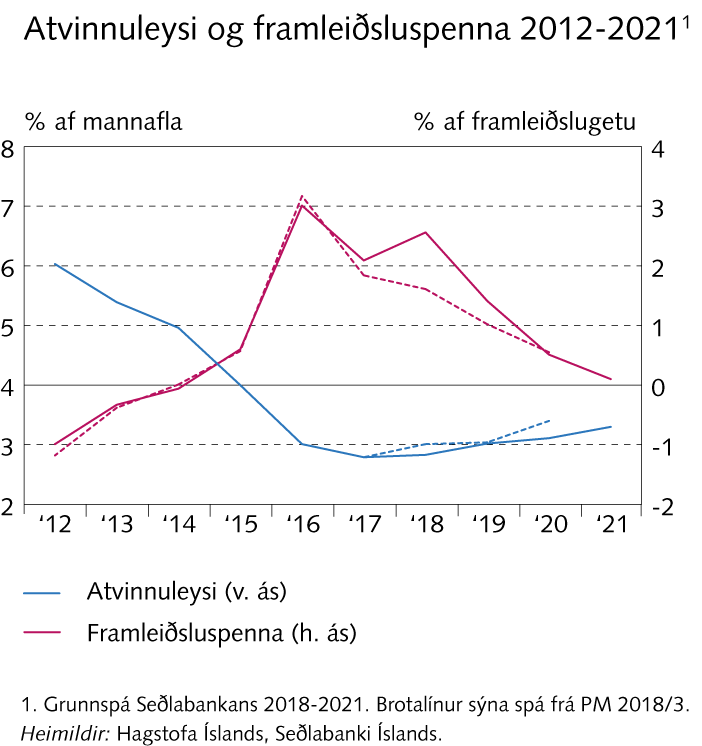 Atvinnuleysi og framleiðsluspenna 2012-2021¹
% af mannafla % af framleiðslugetu
8 4
7 3
6 2
5 1
4 0
3 -1
2 -2
‘12 ‘13 ‘14 ‘15 ‘16 ‘17 ‘18 ‘19 ‘20 ‘21
Atvinnuleysi (v. ás)
Framleiðsluspenna (h. ás)
1. Grunnspá Seðlabankans 2018-2021. Brotalínur sýna spá frá PM 2018/3.
Heimildir: Hagstofa Íslands, Seðlabanki Íslands.